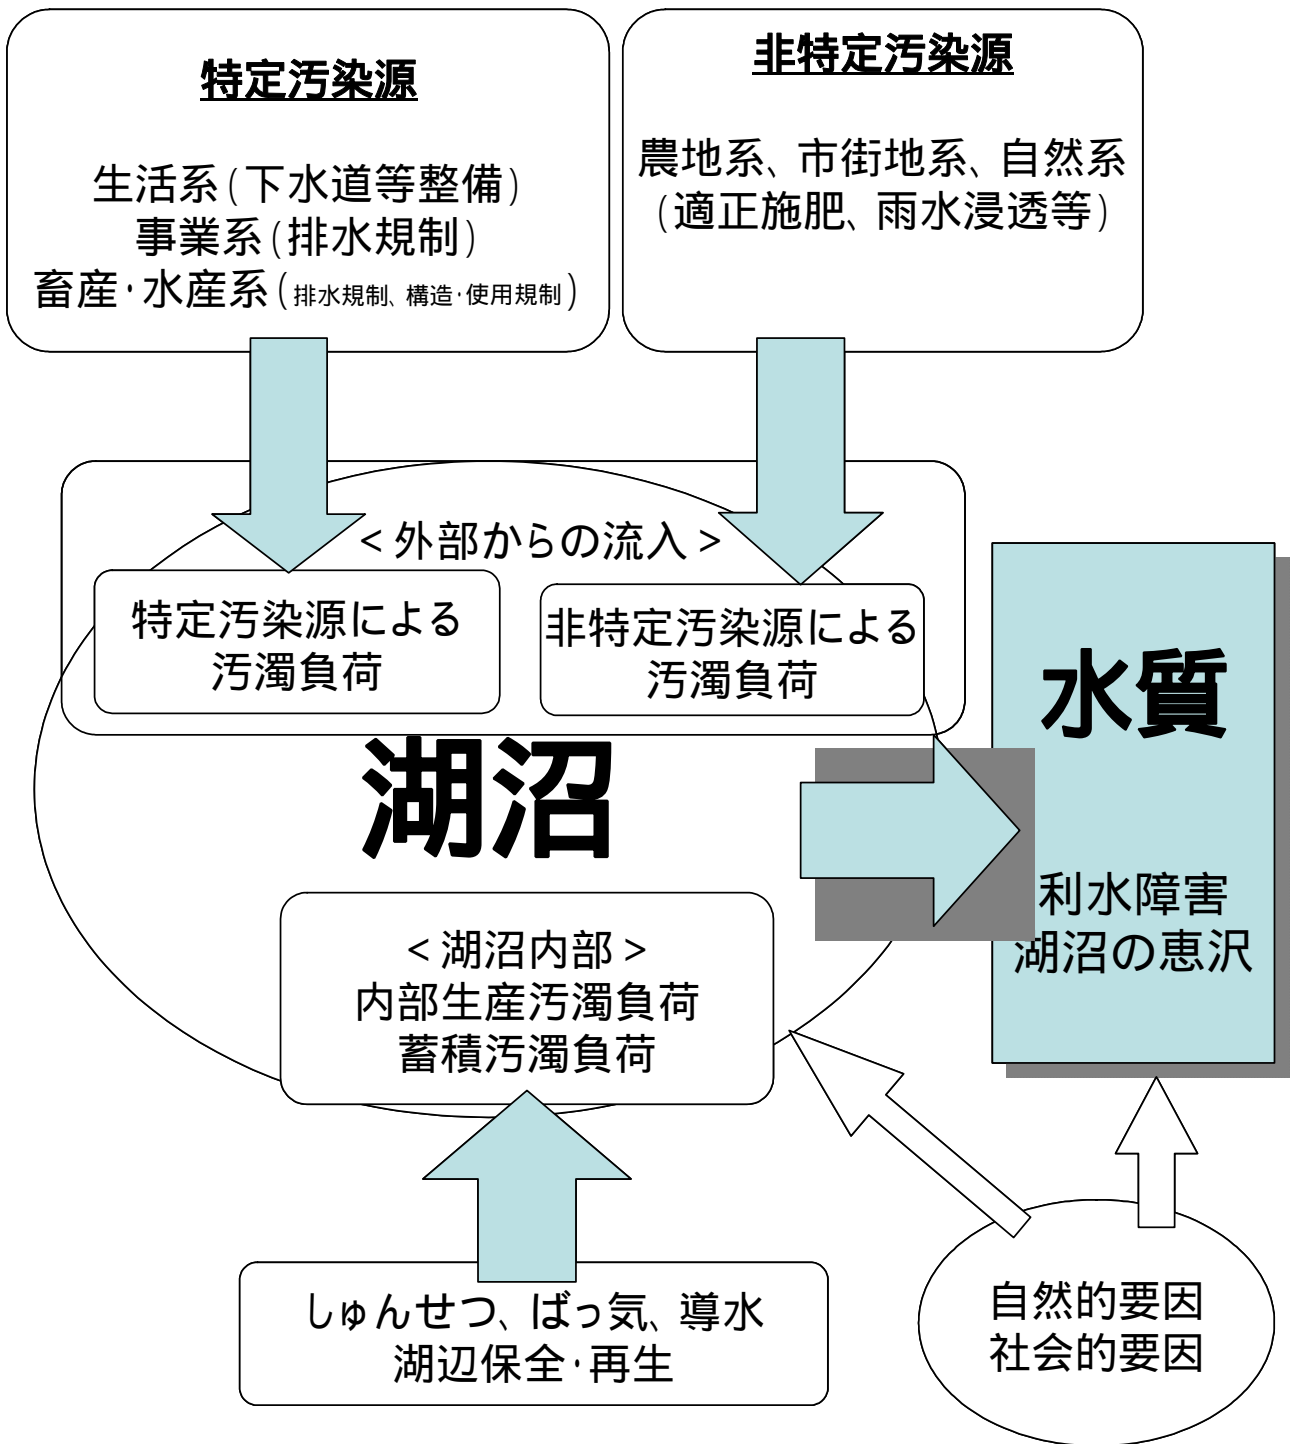 特定汚染源
生活系(下水道等整備)
事業系(排水規制)
畜産・水産系(排水規制、構造・使用規制)
非特定汚染源
農地系、市街地系、自然系
(適正施肥、雨水浸透等)
<外部からの流入>
特定汚染源による
汚濁負荷
非特定汚染源による
汚濁負荷
湖沼
水質
利水障害
湖沼の恵沢
<湖沼内部>
内部生産汚濁負荷
蓄積汚濁負荷
しゅんせつ、ばっ気、導水
湖辺保全・再生
自然的要因
社会的要因